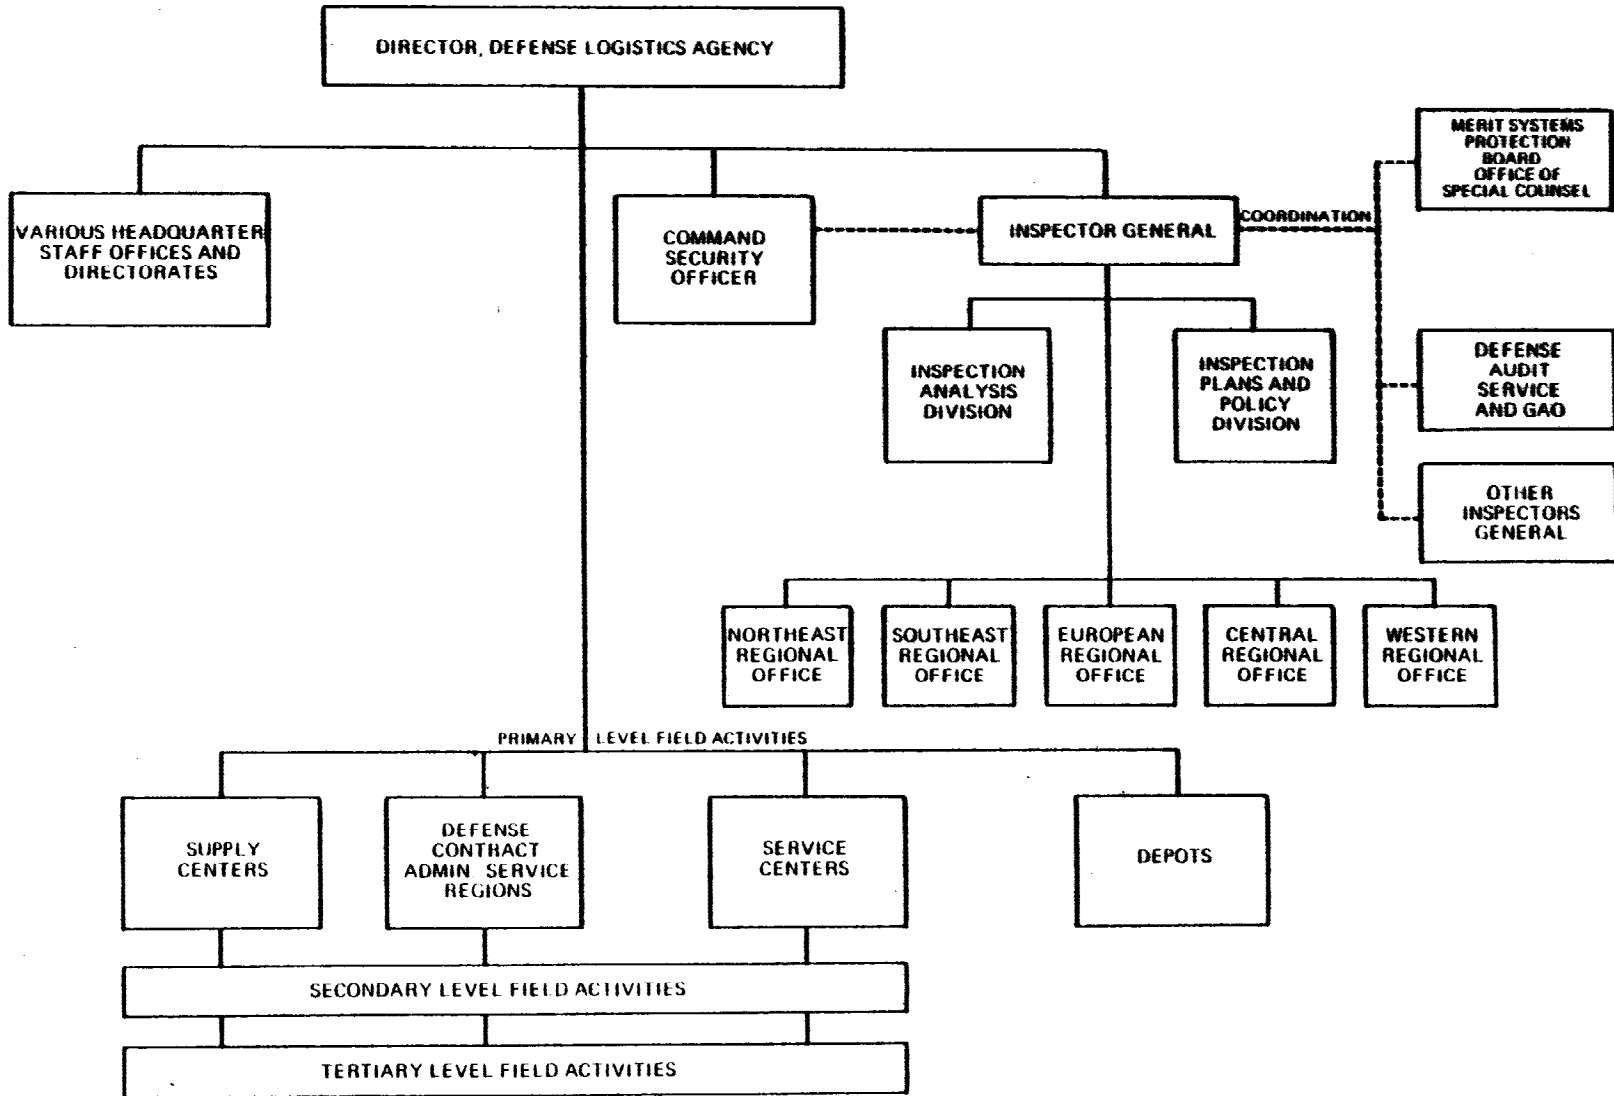 DIRECTOR, DEFENSE LOGISTICS AGENCY
MERIT SYSTEMS
PROTECTION
BOARD
OFFICE OF
SPECIAL COUNSEL
VARIOUS HEADQUARTER
STAFF OFFICES AND
DIRECTORATES
COMMAND
SECURITY
OFFICER
INSPECTOR GENERAL
COORDINATION
INSPECTION
ANALYSIS
DIVISION
INSPECTION
PLANS AND
POLICY
DIVISION
DEFENSE
AUDIT
SERVICE
AND GAO
OTHER
INSPECTORS
GENERAL
NORTHEAST
REGIONAL
OFFICE
SOUTHEAST
REGIONAL
OFFICE
EUROPEAN
REGIONAL
OFFICE
CENTRAL
REGIONAL
OFFICE
WESTERN
REGIONAL
OFFICE
PRIMARY LEVEL FIELD ACTIVITIES
SUPPLY
CENTERS
DEFENSE
CONTRACT
ADMIN SERVICE
REGIONS
SERVICE
CENTERS
DEPOTS
SECONDARY LEVEL FIELD ACTIVITIES
TERTIARY LEVEL FIELD ACTIVITIES